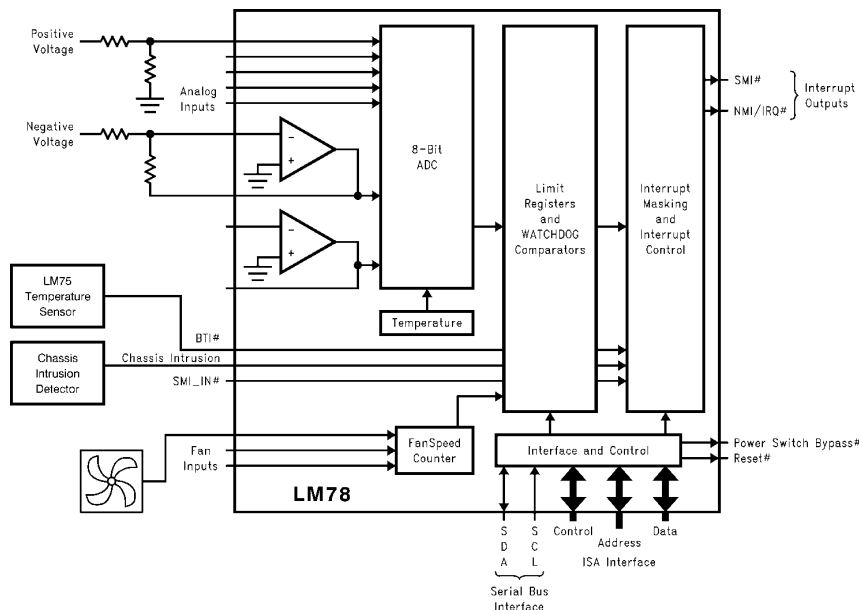 Positive
Voltage
Analog
Inputs
Negative
Voltage
-
+
-
+
8-Bit
ADC
Temperature
Limit
Registers
and
WATCHDOG
Comparators
Interrupt
Masking
and
Interrupt
Control
SMI#
NMI/IRQ#
Interrupt
Outputs
LM75
Temperature
Sensor
BTI#
Chassis
Intrusion
Detector
Chassis Intrusion
SMI_IN#
Fan
Inputs
FanSpeed
Counter
Interface and Control
Power Switch Bypass#
Reset#
LM78
SDA
SCL
Serial Bus
Interface
Control
Address
Data
ISA Interface